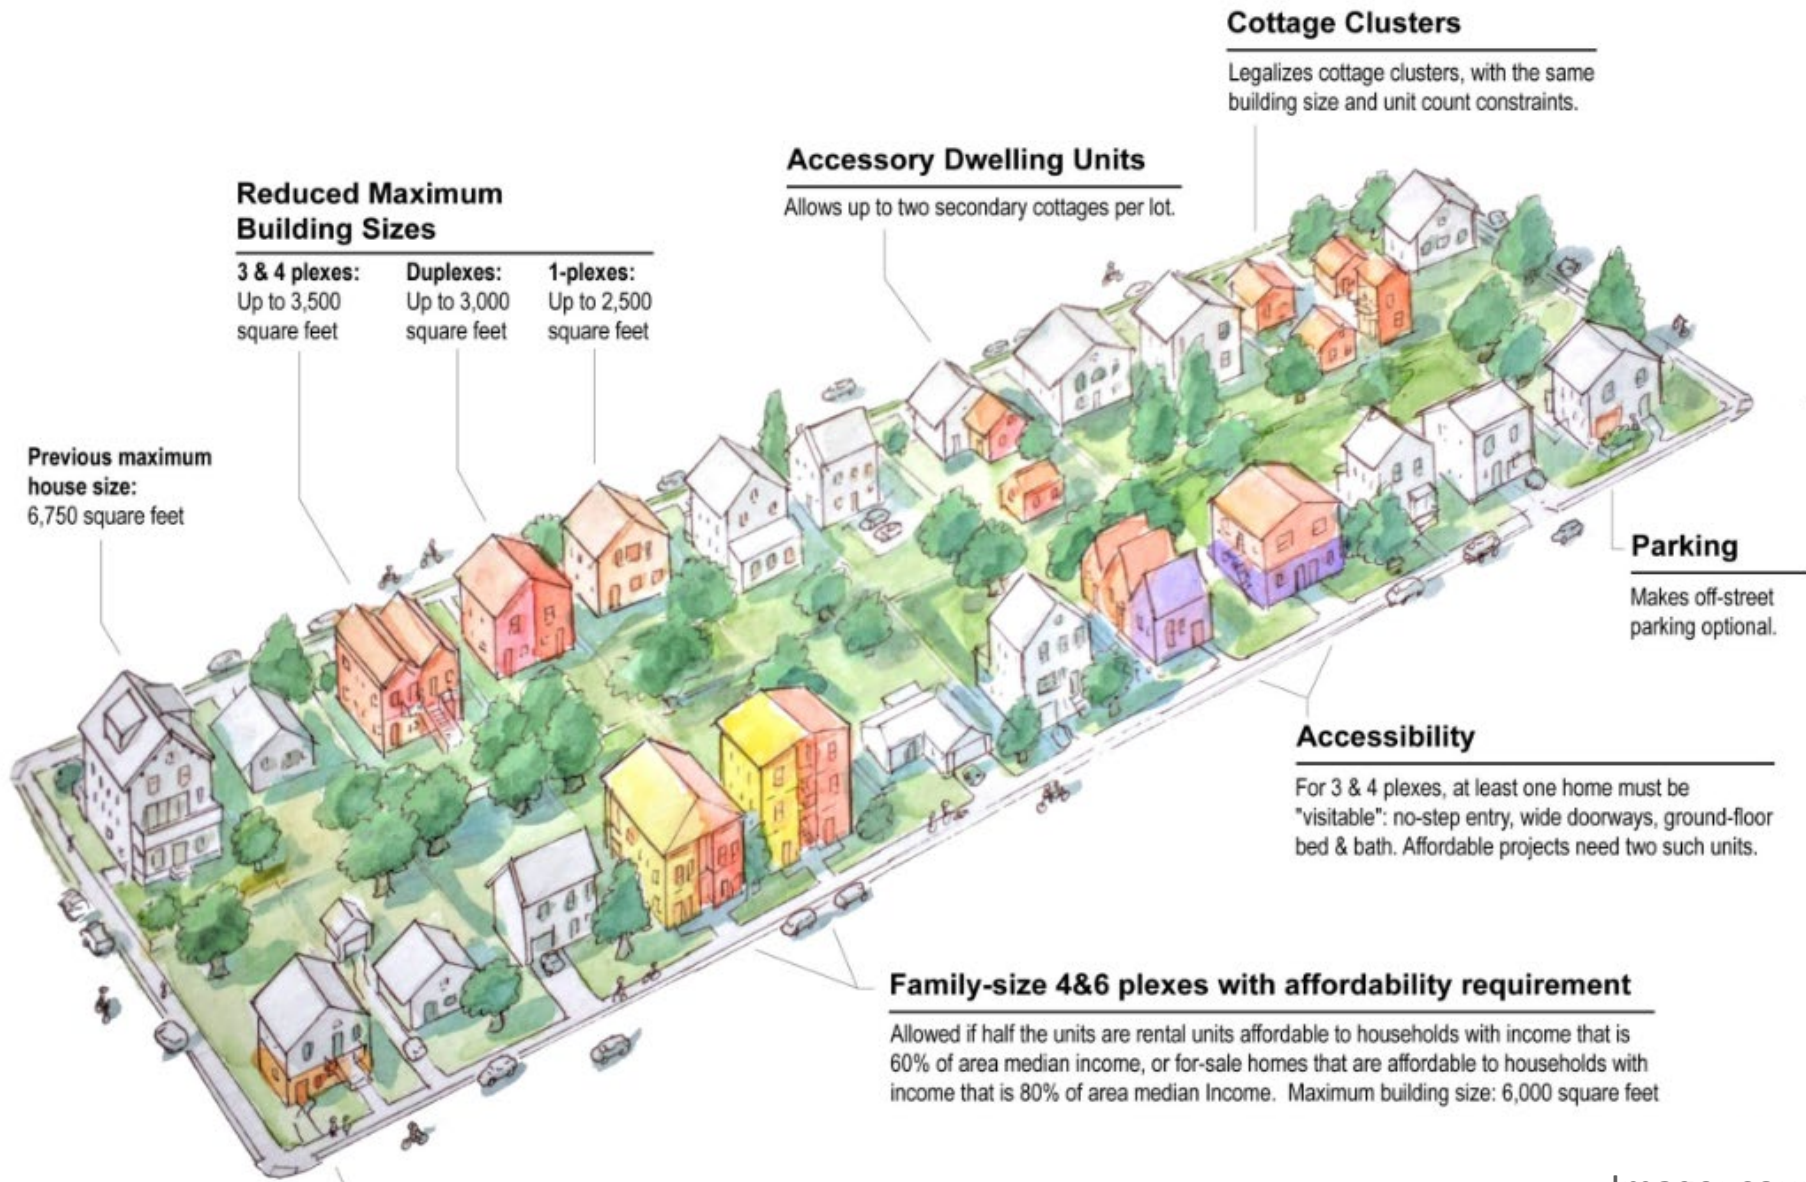 Cottage Clusters
Legalizes cottage clusters, with the same
building size and unit count constraints.
Accessory Dwelling Units
Allows up to two secondary cottages per lot.
Reduced Maximum
Building Sizes
3 & 4 plexes:
Up to 3,500
square feet
Duplexes:
Up to 3,000
square feet
1-plexes:
Up to 2,500
square feet
Previous maximum
house size:
6,750 square feet
Parking
Makes off-street
parking optional.
Accessibility
For 3 & 4 plexes, at least one home must be
"visitable": no-step entry, wide doorways, ground-floor
bed & bath. Affordable projects need two such units.
Family-size 4&6 plexes with affordability requirement
Allowed if half the units are rental units affordable to households with income that is
60% of area median income, or for-sale homes that are affordable to households with
income that is 80% of area median Income. Maximum building size: 6,000 square feet